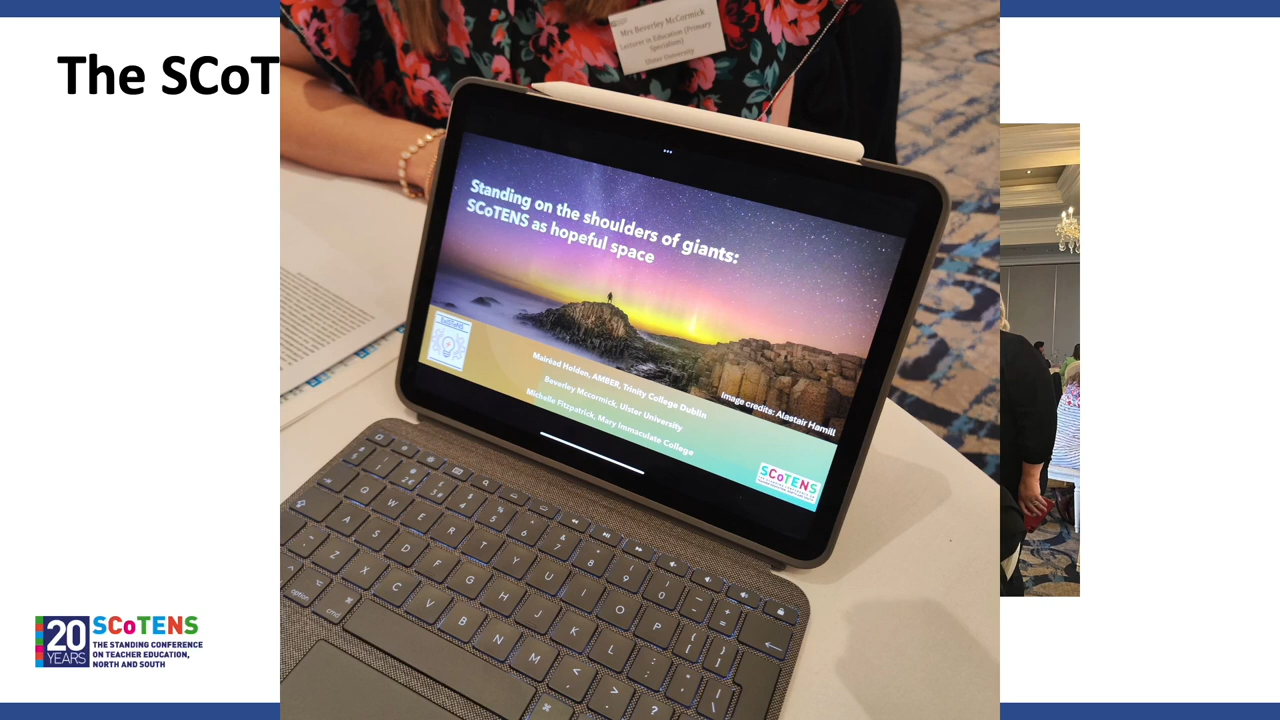 The SCoT
Mrs Beverley McCormick
Lecturer in Education (Primary
Specialism)
Ulster University
Standing on the shoulders of giants:
SCoTENS as hopeful space
Mairéad Holden, AMBER, Trinity College Dublin
Beverley Mccormick, Ulster University
Michelle Fitzpatrick, Mary Immaculate College
Image credits: Alastair Hamill
SCoTENS
20
YEARS
SCoTENS
THE STANDING CONFERENCE
ON TEACHER EDUCATION,
NORTH AND SOUTH
Q W E R T Y U I O P
A S D F G H J K L
Z X C V B N M
option
cmd